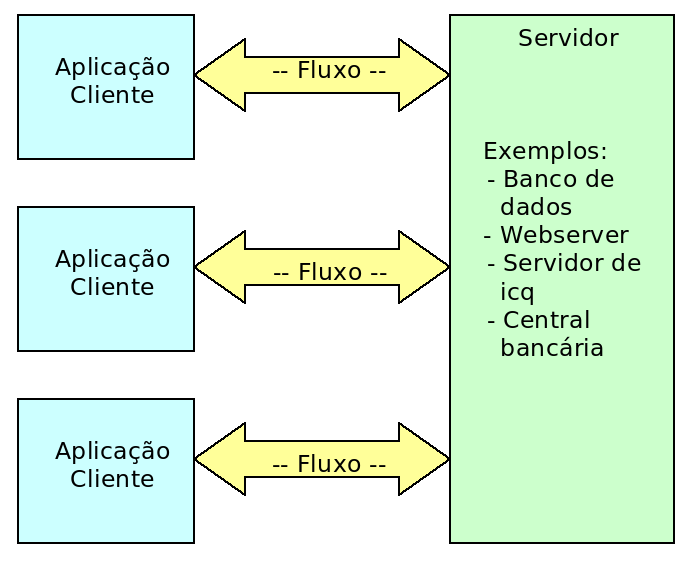 Aplicação
Cliente
-- Fluxo --
Servidor
Exemplos:
- Banco de
dados
- Webserver
- Servidor de
icq
- Central
bancária
Aplicação
Cliente
-- Fluxo --
Aplicação
Cliente
-- Fluxo --